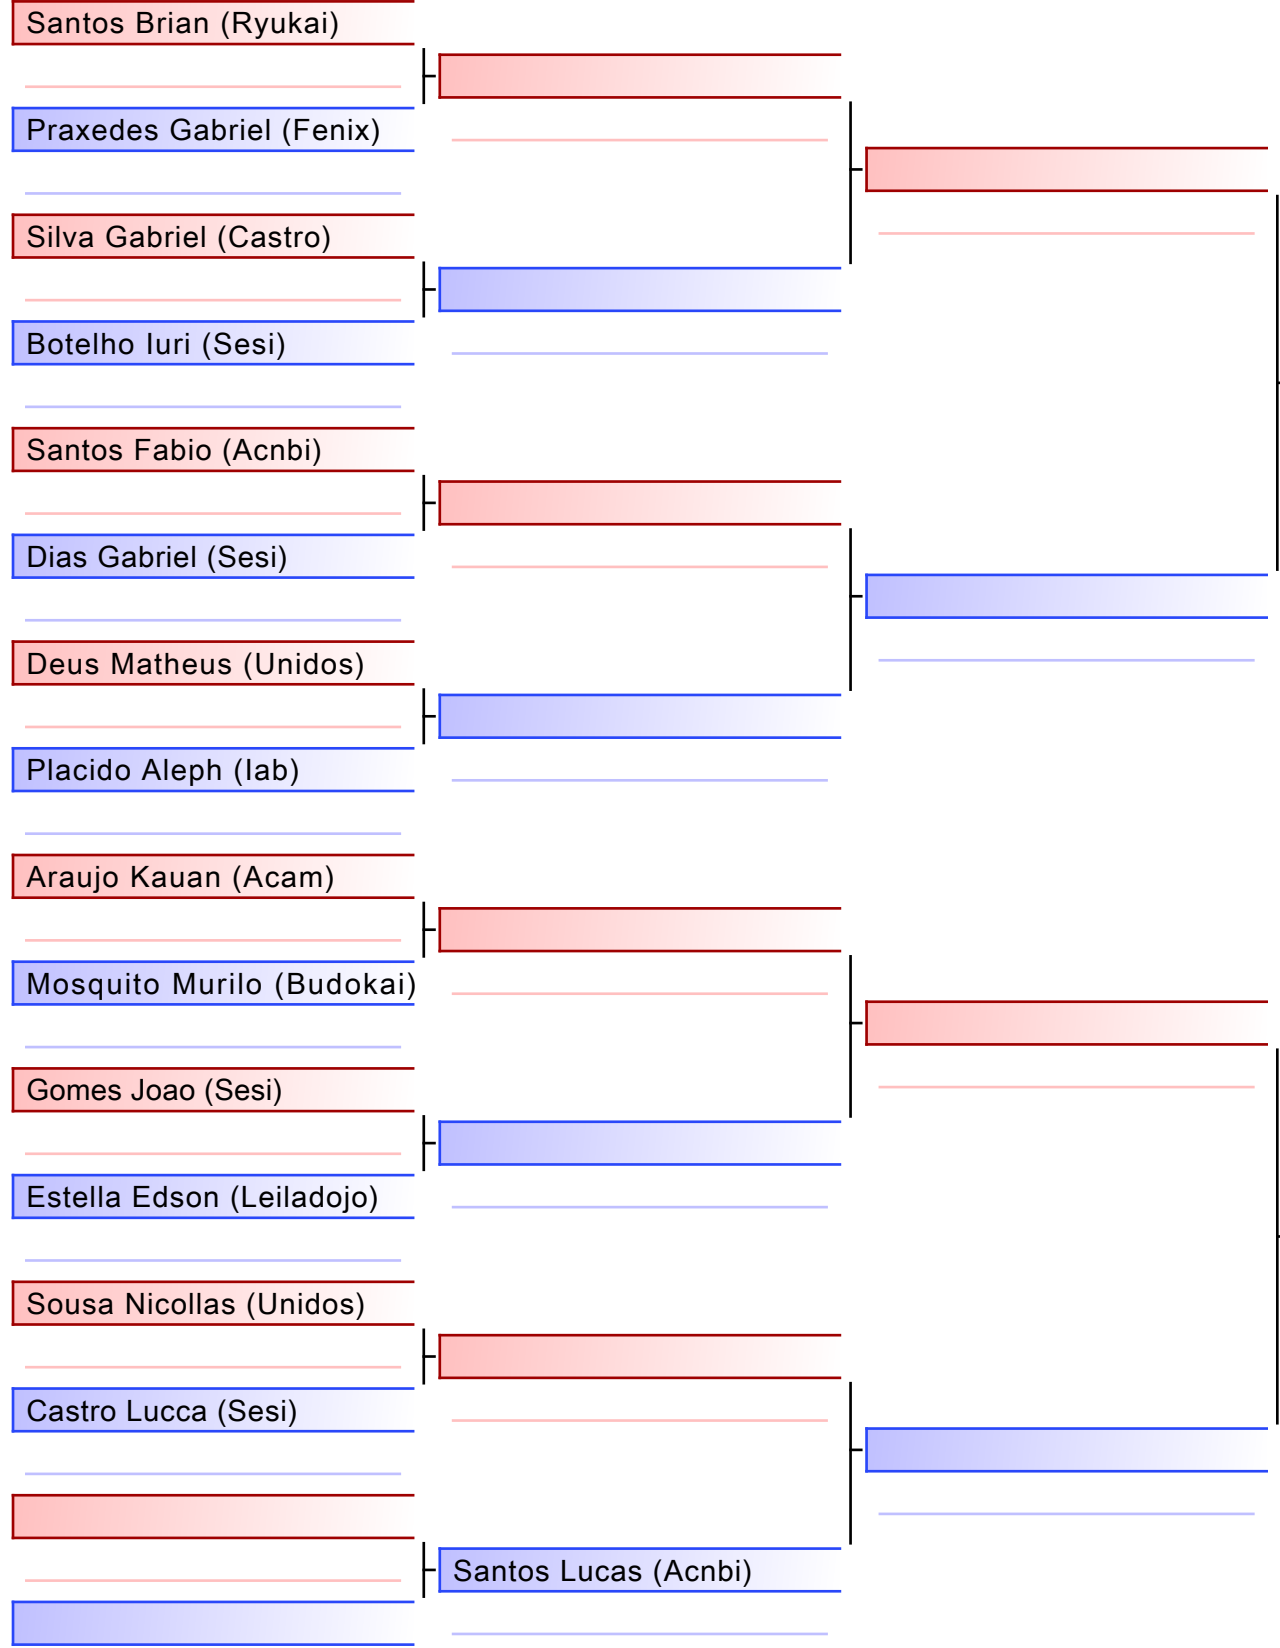 Santos Brian (Ryukai)
Praxedes Gabriel (Fenix)
Silva Gabriel (Castro)
Botelho Iuri (Sesi)
Santos Fabio (Acnbi)
Dias Gabriel (Sesi)
Deus Matheus (Unidos)
Placido Aleph (Iab)
Araujo Kauan (Acam)
Mosquito Murilo (Budokai)
Gomes Joao (Sesi)
Estella Edson (Leiladojo)
Sousa Nicollas (Unidos)
Castro Lucca (Sesi)
Santos Lucas (Acnbi)